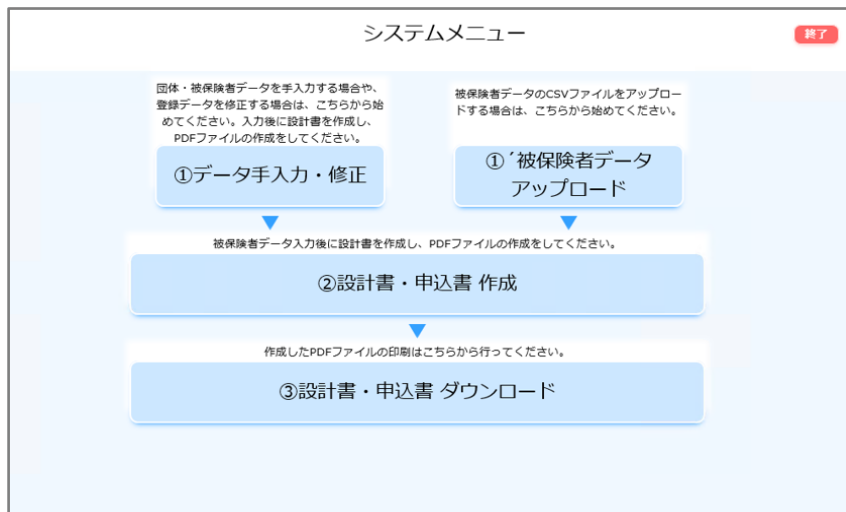 システムメニュー
終了
団体・被保険者データを手入力する場合や、
登録データを修正する場合は、こちらから始
めてください。入力後に設計書を作成し、
PDFファイルの作成をしてください。
①データ手入力・修正
被保険者データのCSVファイルをアップロー
ドする場合は、こちらから始めてください。
①´被保険者データ
アップロード
被保険者データ入力後に設計書を作成し、PDFファイルの作成をしてください。
②設計書・申込書 作成
作成したPDFファイルの印刷はこちらから行ってください。
③設計書・申込書 ダウンロード